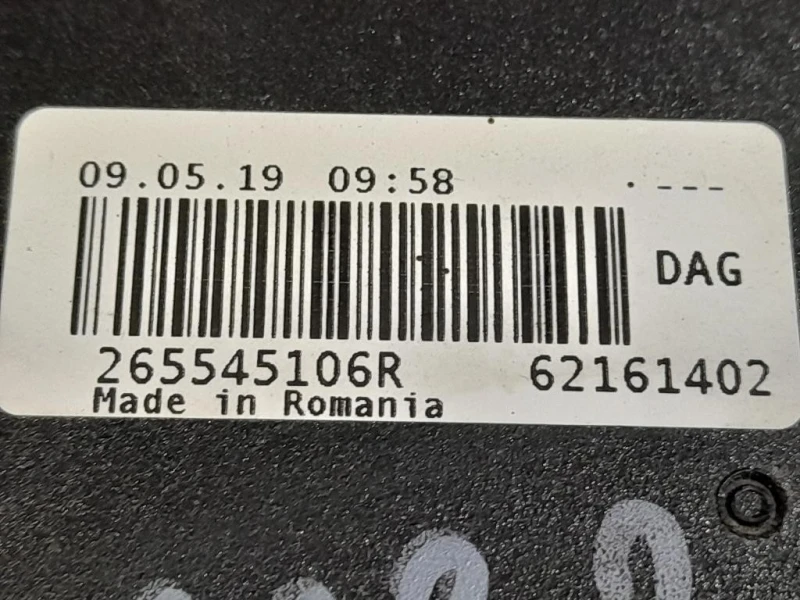 09.05.19 09:58 . ---
DAG
265545106R 62161402
Made in Romania